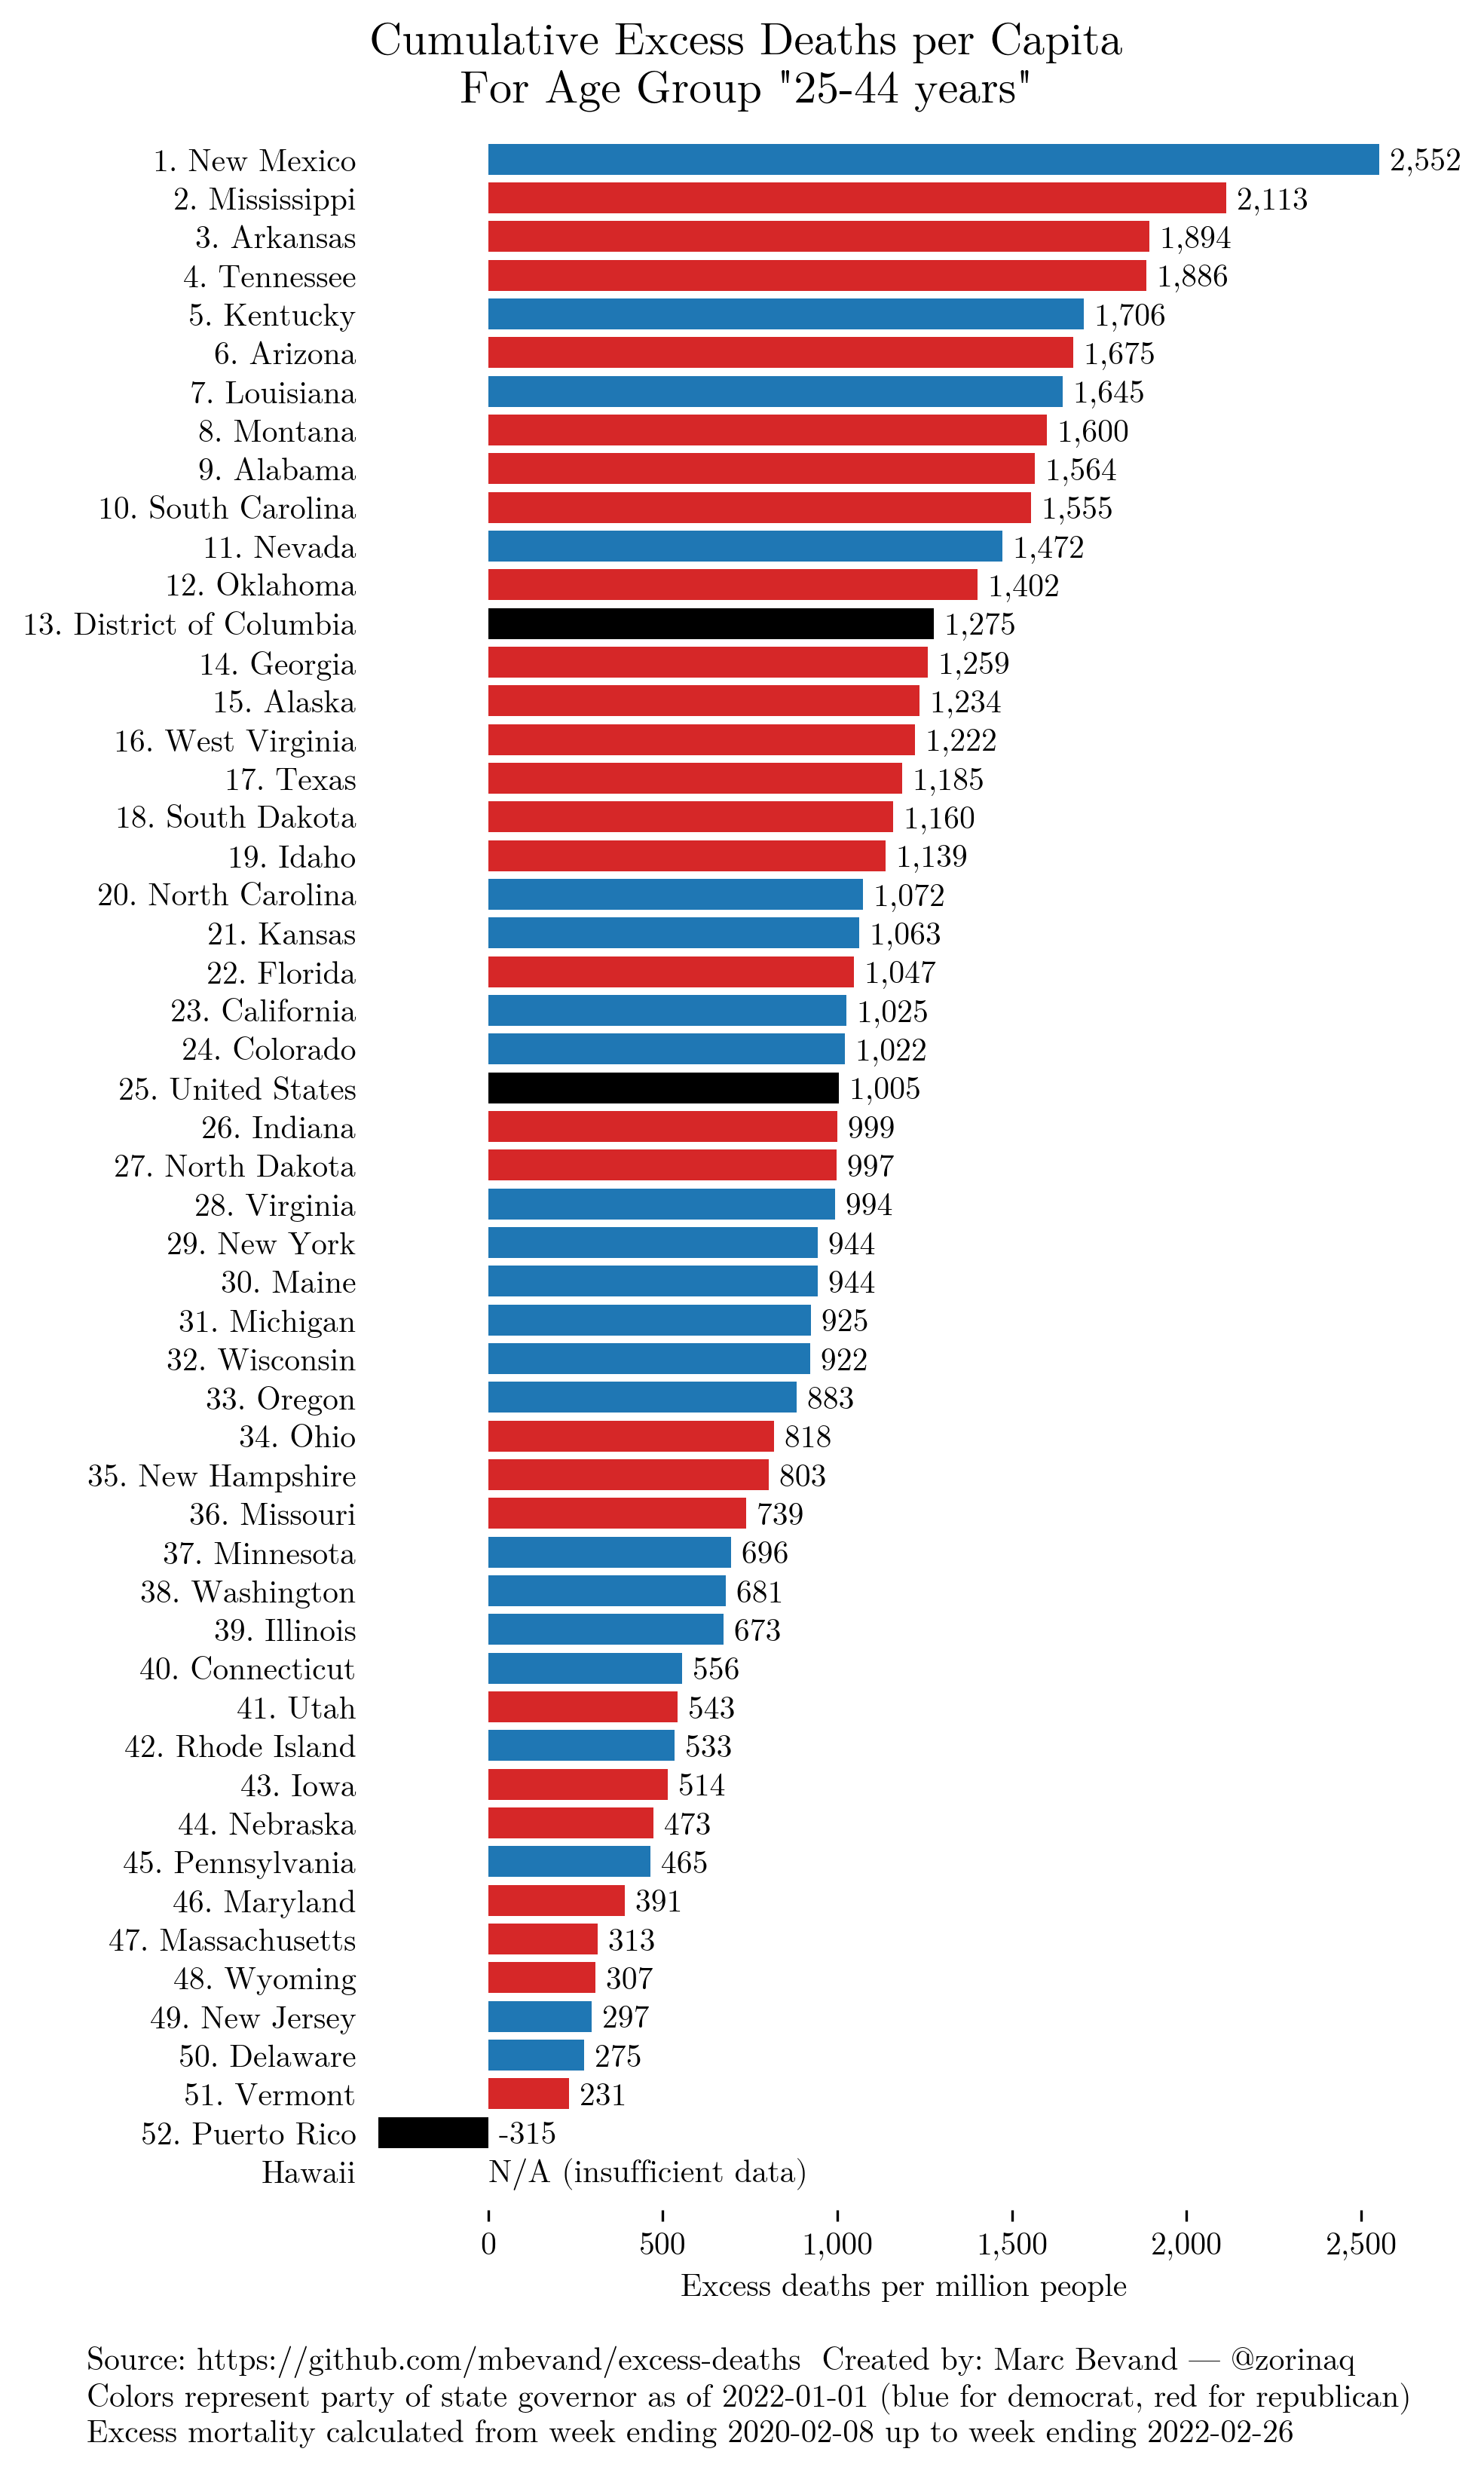 Cumulative Excess Deaths per Capita
For Age Group "25-44 years"
1. New Mexico 2,552
2. Mississippi 2,113
3. Arkansas 1,894
4. Tennessee 1,886
5. Kentucky 1,706
6. Arizona 1,675
7. Louisiana 1,645
8. Montana 1,600
9. Alabama 1,564
10. South Carolina 1,555
11. Nevada 1,472
12. Oklahoma 1,402
13. District of Columbia 1,275
14. Georgia 1,259
15. Alaska 1,234
16. West Virginia 1,222
17. Texas 1,185
18. South Dakota 1,160
19. Idaho 1,139
20. North Carolina 1,072
21. Kansas 1,063
22. Florida 1,047
23. California 1,025
24. Colorado 1,022
25. United States 1,005
26. Indiana 999
27. North Dakota 997
28. Virginia 994
29. New York 944
30. Maine 944
31. Michigan 925
32. Wisconsin 922
33. Oregon 883
34. Ohio 818
35. New Hampshire 803
36. Missouri 739
37. Minnesota 696
38. Washington 681
39. Illinois 673
40. Connecticut 556
41. Utah 543
42. Rhode Island 533
43. Iowa 514
44. Nebraska 473
45. Pennsylvania 465
46. Maryland 391
47. Massachusetts 313
48. Wyoming 307
49. New Jersey 297
50. Delaware 275
51. Vermont 231
52. Puerto Rico -315
Hawaii N/A (insufficient data)
0 500 1,000 1,500 2,000 2,500
Excess deaths per million people
Source: https://github.com/mbevand/excess-deaths Created by: Marc Bevand — @zorinaq
Colors represent party of state governor as of 2022-01-01 (blue for democrat, red for republican)
Excess mortality calculated from week ending 2020-02-08 up to week ending 2022-02-26